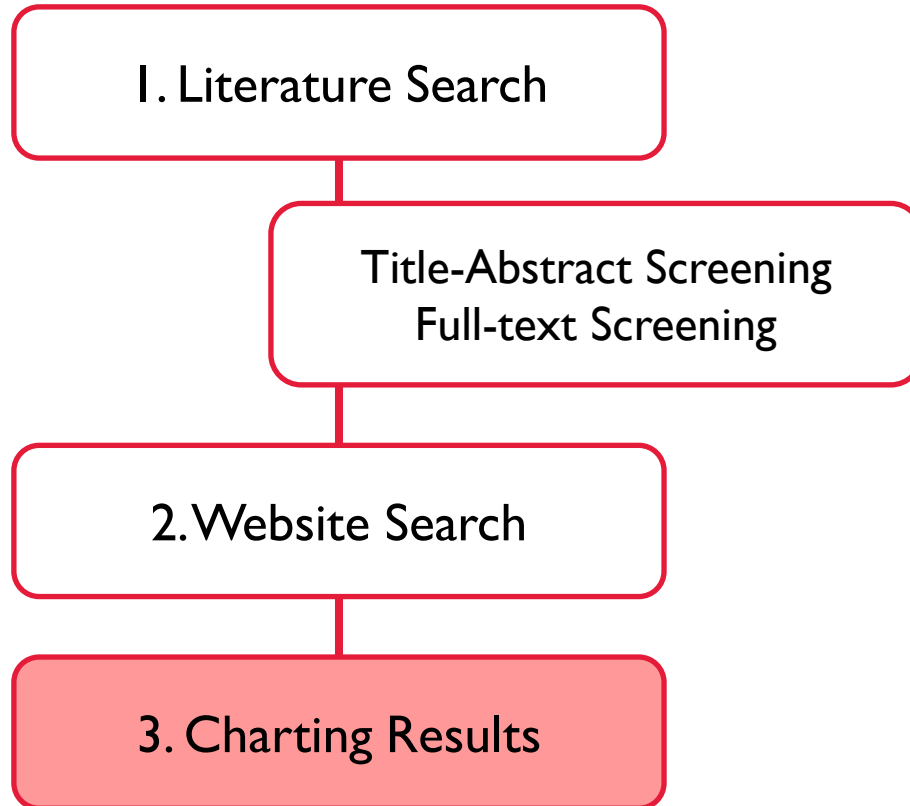 1. Literature Search
Title-Abstract Screening
Full-text Screening
2. Website Search
3. Charting Results